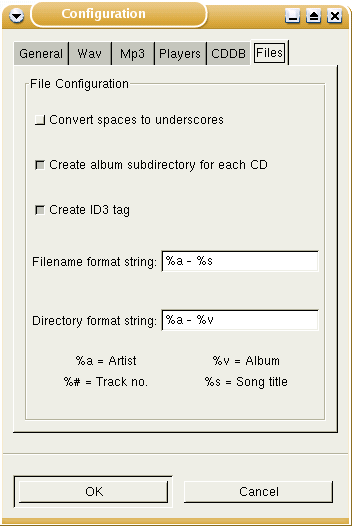 Configuration
General Wav Mp3 Players CDDB Files
File Configuration
Convert spaces to underscores
Create album subdirectory for each CD
Create ID3 tag
Filename format string: %a - %s
Directory format string: %a - %v
%a = Artist %v = Album
%# = Track no. %s = Song title
OK Cancel